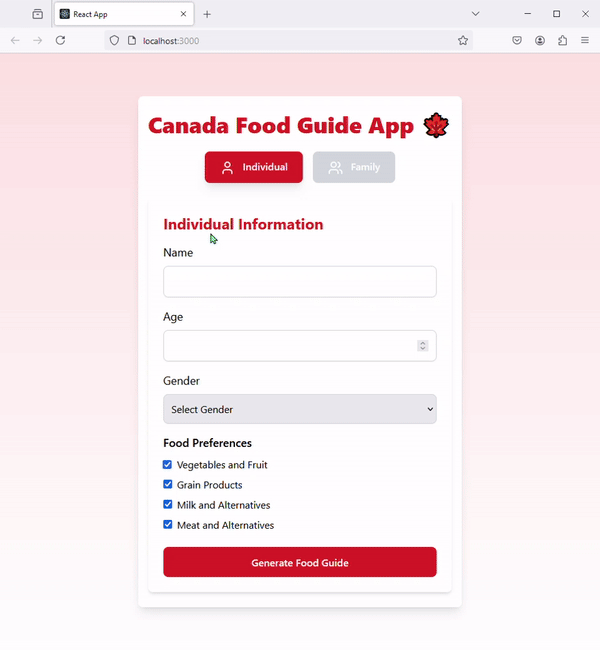 React App
localhost:3000
Canada Food Guide App
Individual
Family
Individual Information
Name
Age
Gender
Select Gender
Food Preferences
Vegetables and Fruit
Grain Products
Milk and Alternatives
Meat and Alternatives
Generate Food Guide